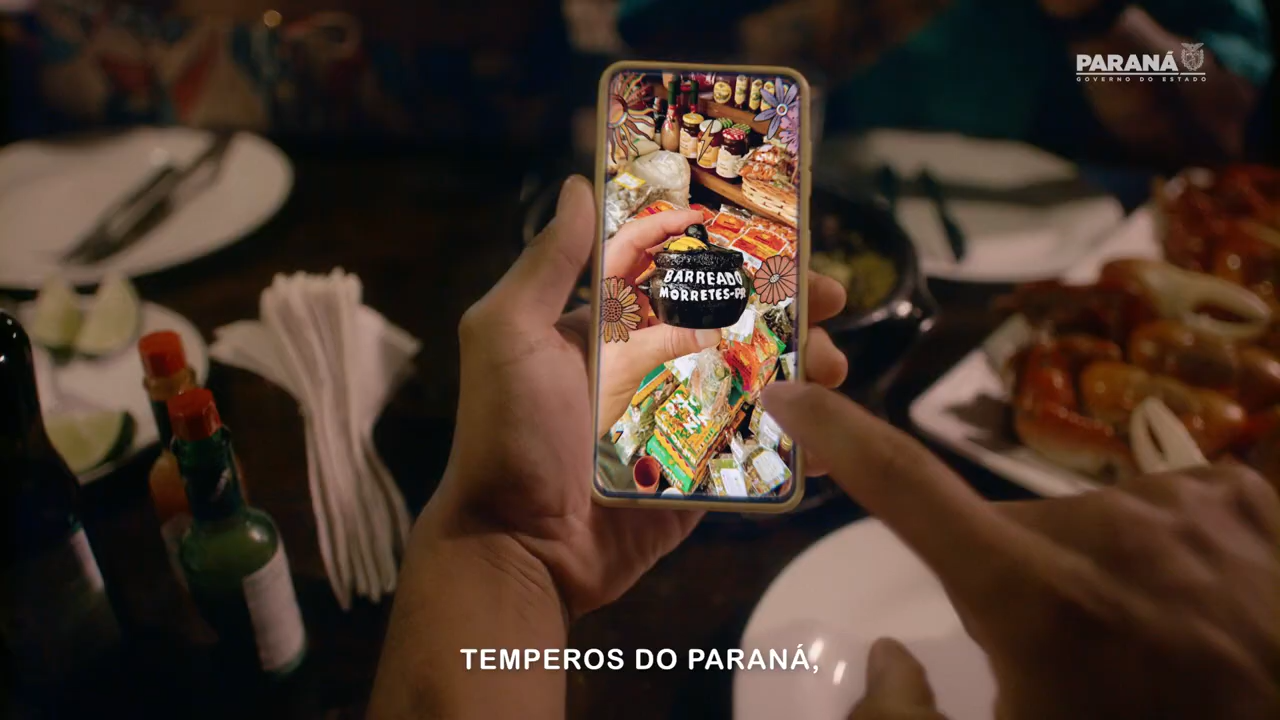 PARANÁ
GOVERNO DO ESTADO
BARREADO
MORRETES-PR
TEMPEROS DO PARANÁ,